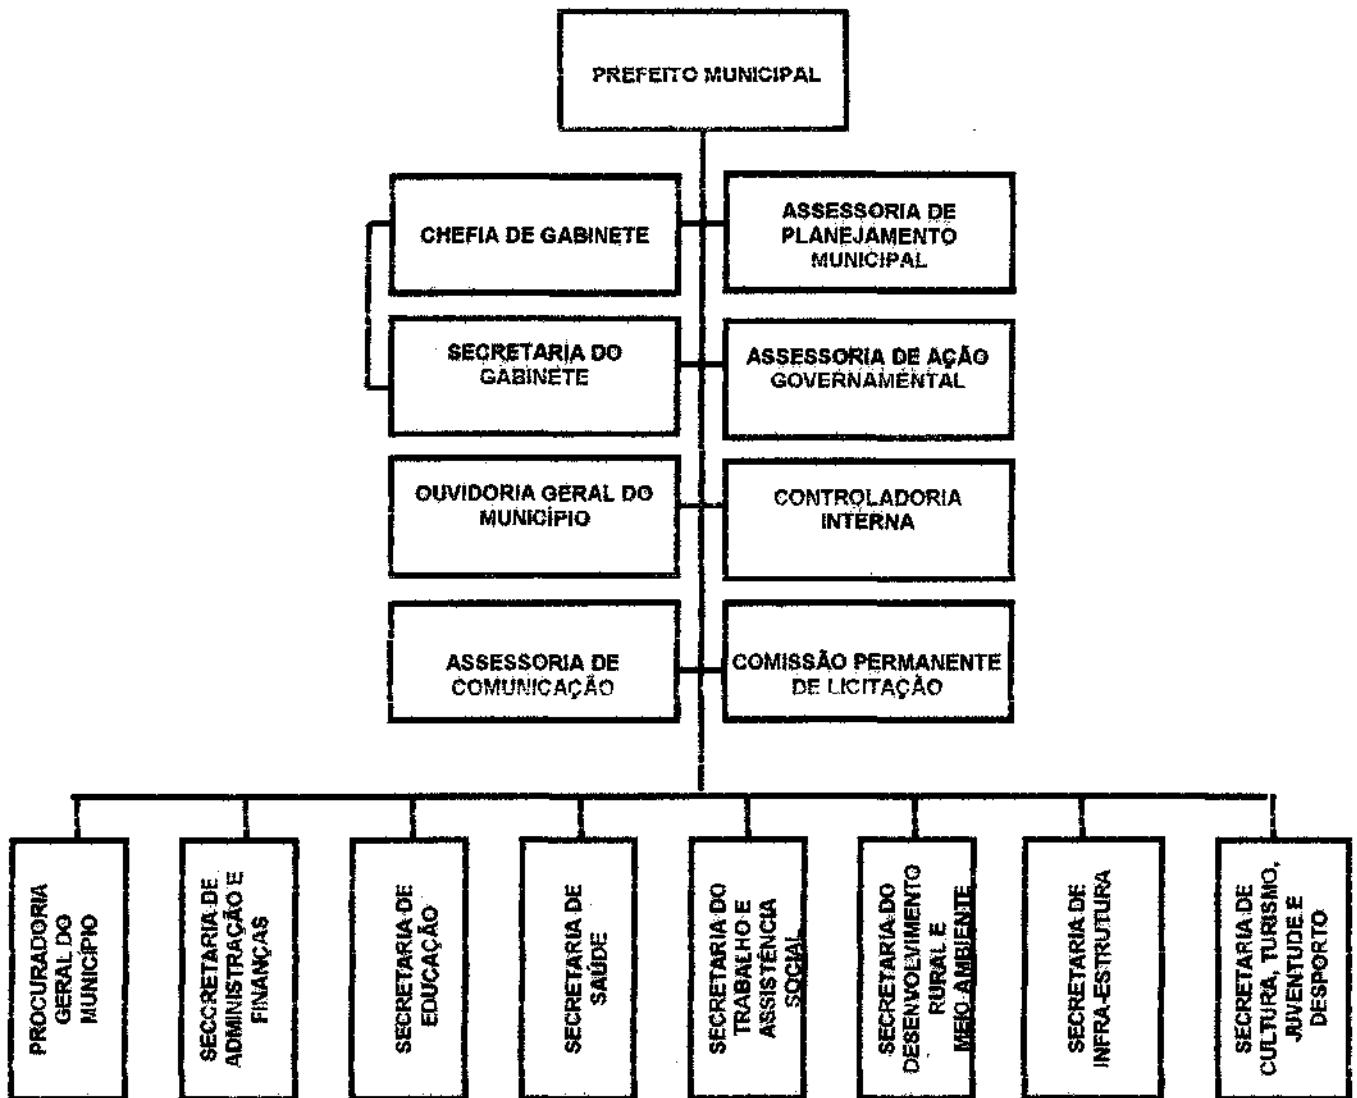 PREFEITO MUNICIPAL
CHEFIA DE GABINETE
ASSESSORIA DE
PLANEJAMENTO
MUNICIPAL
SECRETARIA DO
GABINETE
ASSESSORIA DE AÇÃO
GOVERNAMENTAL
OUVIDORIA GERAL DO
MUNICÍPIO
CONTROLADORIA
INTERNA
ASSESSORIA DE
COMUNICAÇÃO
COMISSÃO PERMANENTE
DE LICITAÇÃO
PROCURADORIA
GERAL DO
MUNICÍPIO
SECCRETARIA DE
ADMINISTRAÇÃO E
FINANÇAS
SECRETARIA DE
EDUCAÇÃO
SECRETARIA DE
SAÚDE
SECRETARIA DO
TRABALHO E
ASSISTÊNCIA
SOCIAL
SECRETARIA DO
DESENVOLVIMENTO
RURAL E
MEIO AMBIENTE
SECRETARIA DE
INFRA-ESTRUTURA
SECRETARIA DE
CULTURA, TURISMO,
JUVENTUDE E
DESPORTO